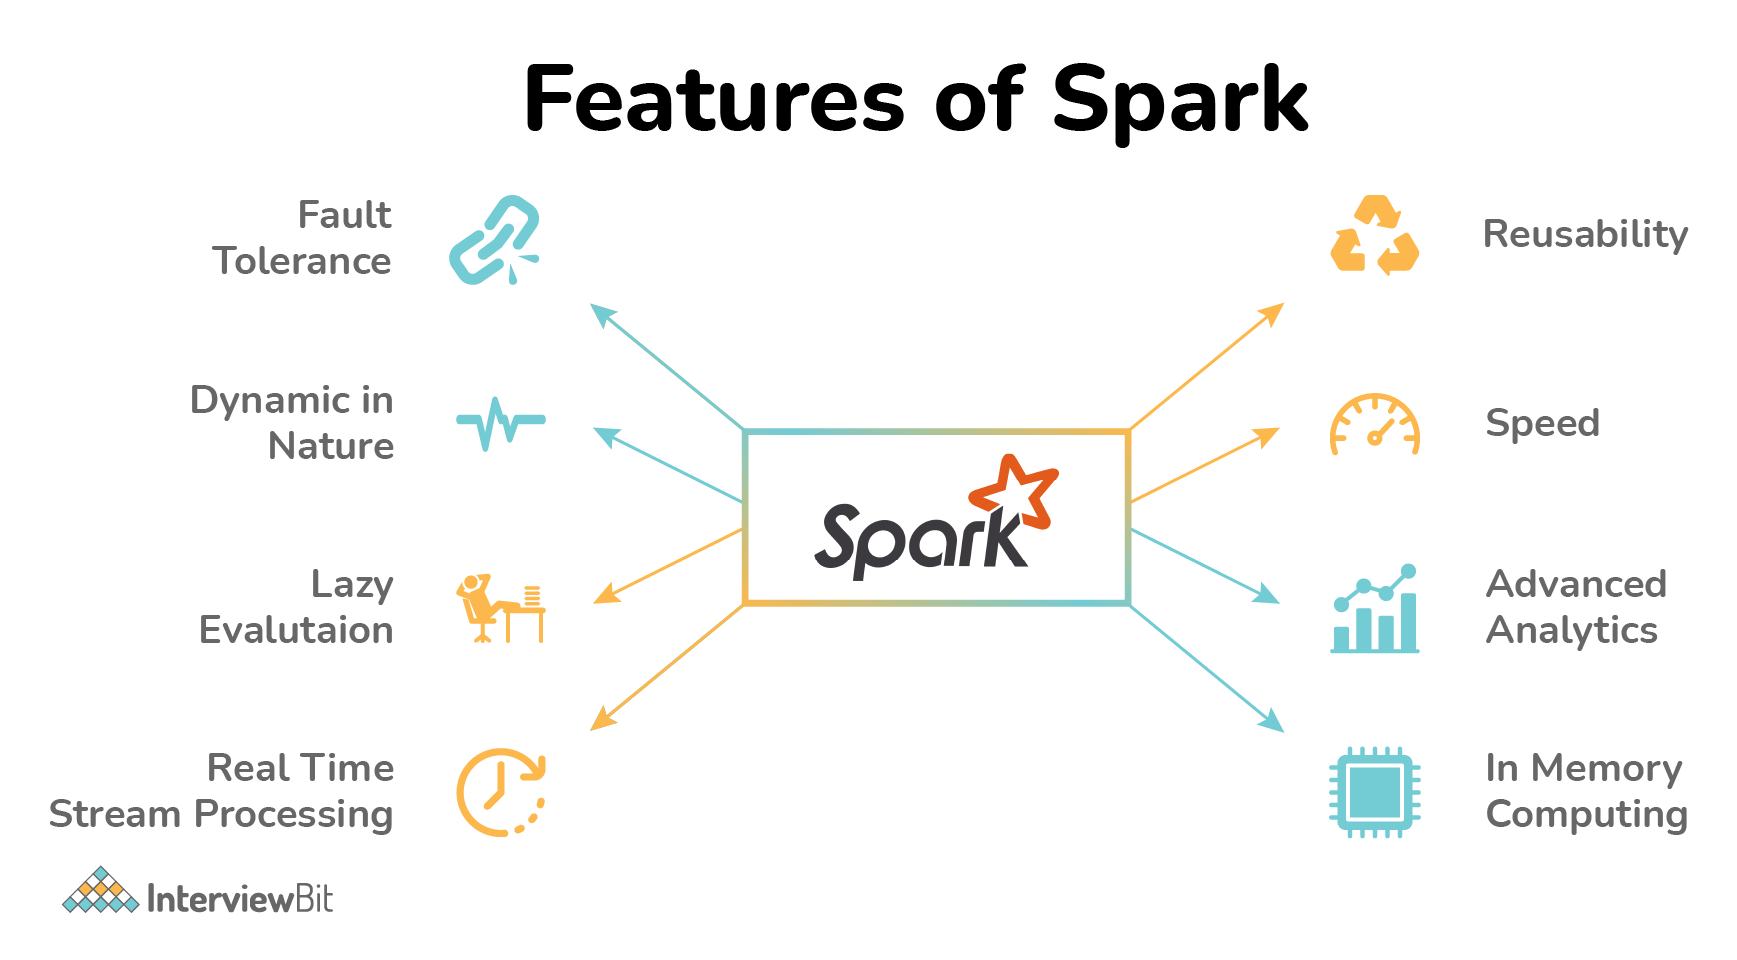 Features of Spark
Fault
Tolerance
Dynamic in
Nature
Lazy
Evalutaion
Real Time
Stream Processing
Spark
Reusability
Speed
Advanced
Analytics
In Memory
Computing
InterviewBit